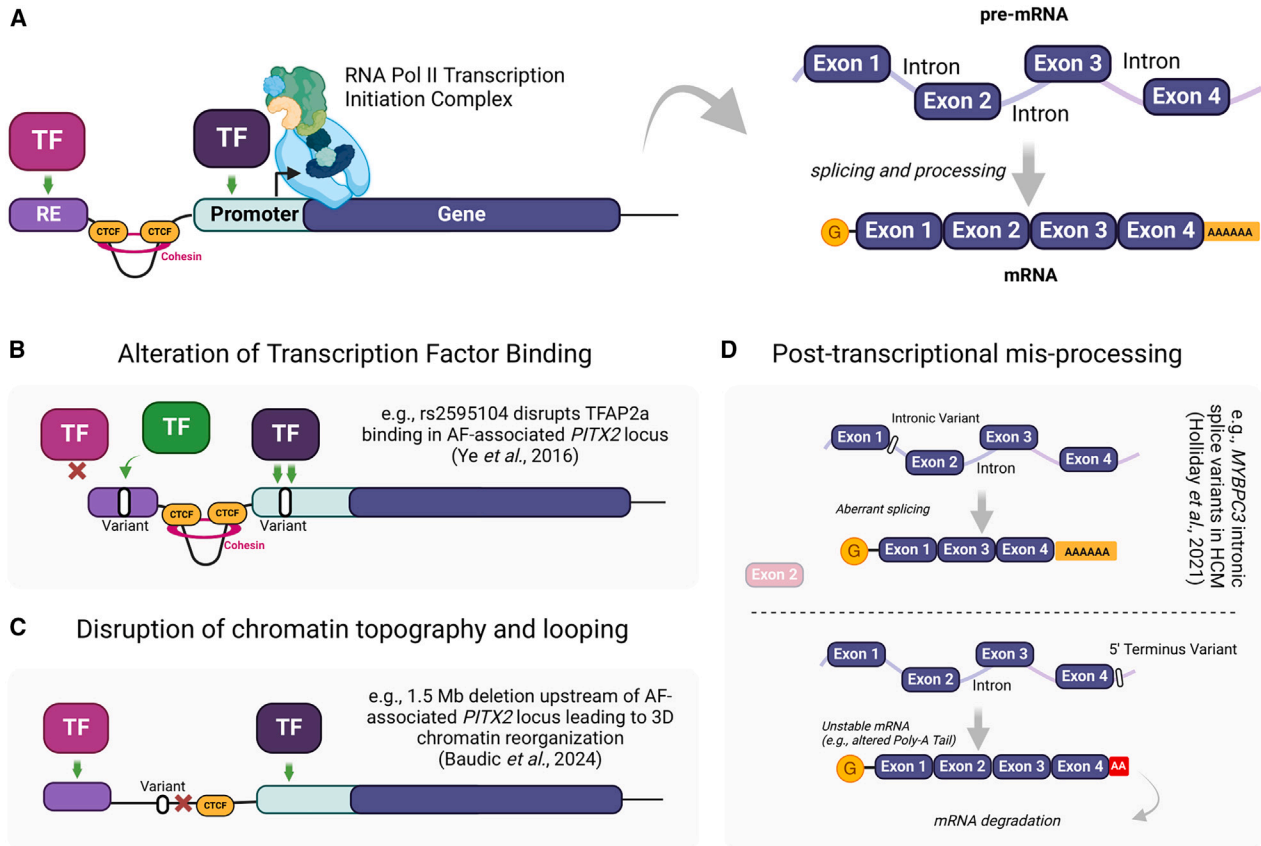 A
RNA Pol II Transcription
Initiation Complex
TF
TF
RE
Promoter
Gene
CTCF
CTCF
Cohesin
pre-mRNA
Exon 1
Intron
Exon 2
Intron
Exon 3
Intron
Exon 4
splicing and processing
G
Exon 1
Exon 2
Exon 3
Exon 4
AAAAAA
mRNA
B
Alteration of Transcription Factor Binding
TF
TF
TF
e.g., rs2595104 disrupts TFAP2a
binding in AF-associated PITX2 locus
(Ye et al., 2016)
Variant
CTCF
CTCF
Cohesin
Variant
C
Disruption of chromatin topography and looping
TF
TF
e.g., 1.5 Mb deletion upstream of AF-
associated PITX2 locus leading to 3D
chromatin reorganization
(Baudic et al., 2024)
Variant
CTCF
D
Post-transcriptional mis-processing
Intronic Variant
Exon 1
Exon 2
Intron
Exon 3
Exon 4
Aberrant splicing
G
Exon 1
Exon 3
Exon 4
AAAAAA
Exon 2
e.g., MYBPC3 intronic
splice variants in HCM
(Holliday et al., 2021)
Exon 1
Exon 2
Intron
Exon 3
Exon 4
5' Terminus Variant
Unstable mRNA
(e.g., altered Poly-A Tail)
G
Exon 1
Exon 2
Exon 3
Exon 4
AA
mRNA degradation